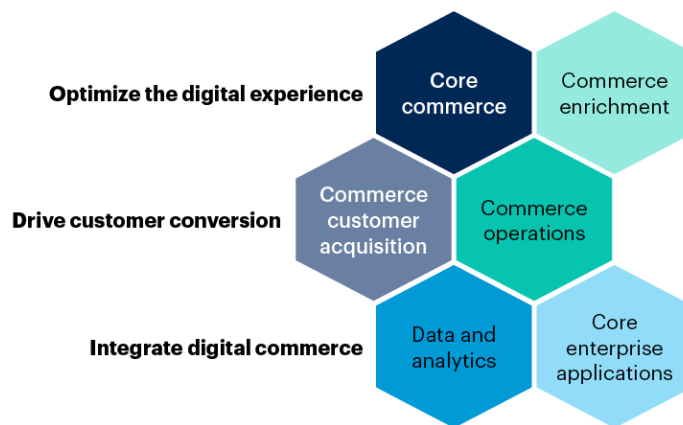 Optimize the digital experience
Core
commerce
Commerce
enrichment
Drive customer conversion
Commerce
customer
acquisition
Commerce
operations
Integrate digital commerce
Data and
analytics
Core
enterprise
applications